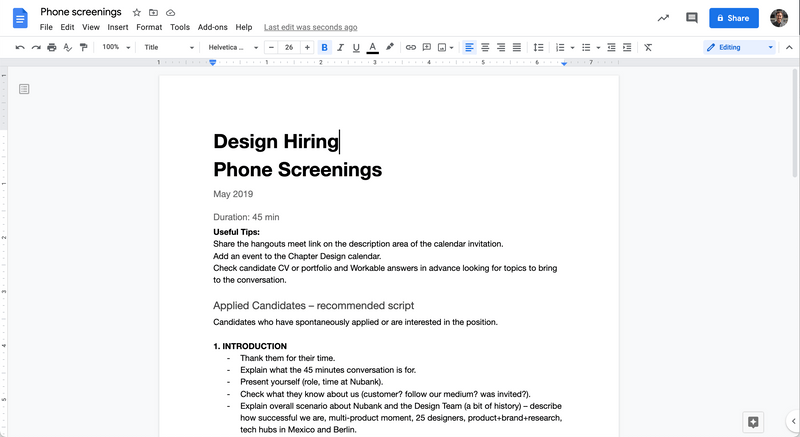 Phone screenings
File Edit View Insert Format Tools Add-ons Help Last edit was seconds ago
Share
100% Title Helvetica ... 26 B I U A Editing
1 1 2 3 4 5 6 7
Design Hiring
Phone Screenings
May 2019
Duration: 45 min
Useful Tips:
Share the hangouts meet link on the description area of the calendar invitation.
Add an event to the Chapter Design calendar.
Check candidate CV or portfolio and Workable answers in advance looking for topics to bring
to the conversation.
Applied Candidates – recommended script
Candidates who have spontaneously applied or are interested in the position.
1. INTRODUCTION
- Thank them for their time.
- Explain what the 45 minutes conversation is for.
- Present yourself (role, time at Nubank).
- Check what they know about us (customer? follow our medium? was invited?).
- Explain overall scenario about Nubank and the Design Team (a bit of history) – describe
how successful we are, multi-product moment, 25 designers, product+brand+research,
tech hubs in Mexico and Berlin.
1
1
2
3
4
5